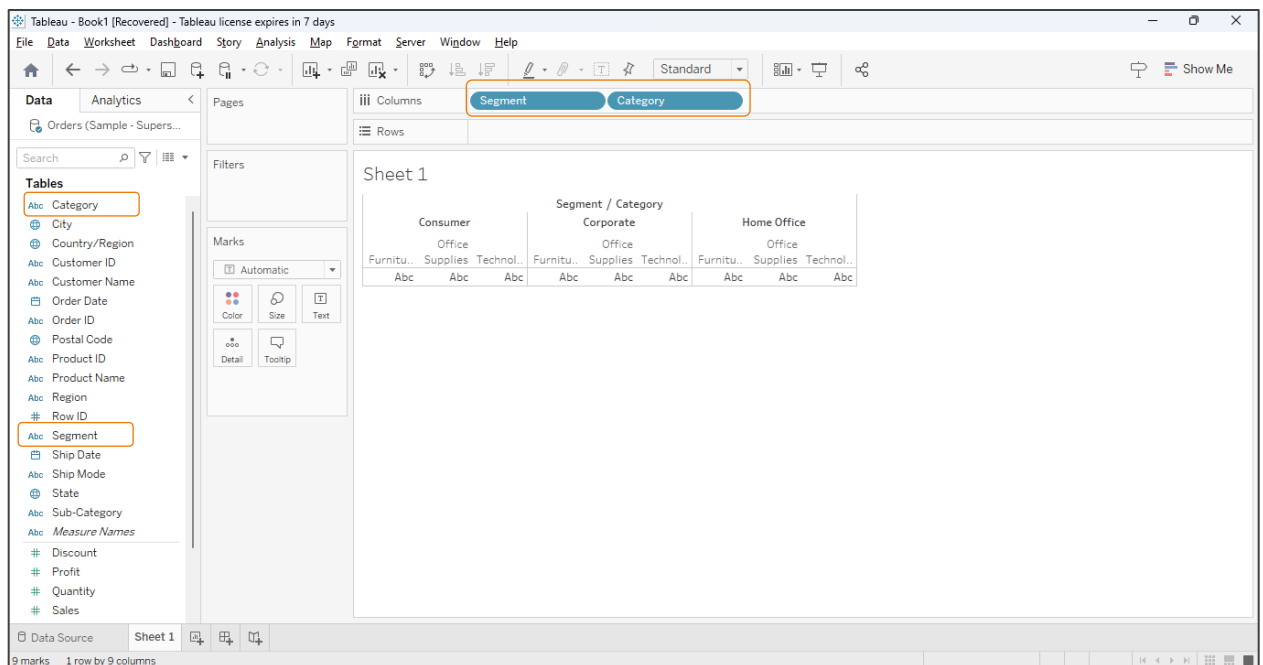 Tableau - Book1 [Recovered] - Tableau license expires in 7 days
File Data Worksheet Dashboard Story Analysis Map Format Server Window Help
Standard
Show Me
Data Analytics
Orders (Sample - Supers...
Search
Tables
Abc Category
City
Country/Region
Abc Customer ID
Abc Customer Name
Order Date
Abc Order ID
Postal Code
Abc Product ID
Abc Product Name
Abc Region
# Row ID
Abc Segment
Ship Date
Abc Ship Mode
State
Abc Sub-Category
Abc Measure Names
# Discount
# Profit
# Quantity
# Sales
Pages
Filters
Marks
Automatic
Color Size Text
Detail Tooltip
Columns Segment Category
Rows
Sheet 1
Segment / Category
Consumer Corporate Home Office
Office Office Office
Furnitu.. Supplies Technol.. Furnitu.. Supplies Technol.. Furnitu.. Supplies Technol..
Abc Abc Abc Abc Abc Abc Abc Abc Abc
Data Source Sheet 1
9 marks 1 row by 9 columns